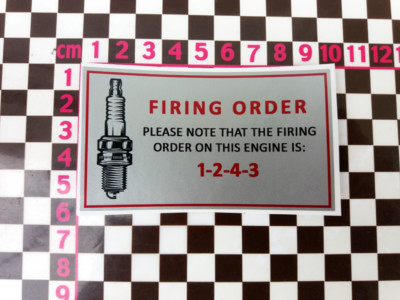 cm 1 2 3 4 5 6 7 8 9 10 11 12
1
2
3
4
5
6
7
8
9
FIRING ORDER
PLEASE NOTE THAT THE FIRING
ORDER ON THIS ENGINE IS:
1-2-4-3